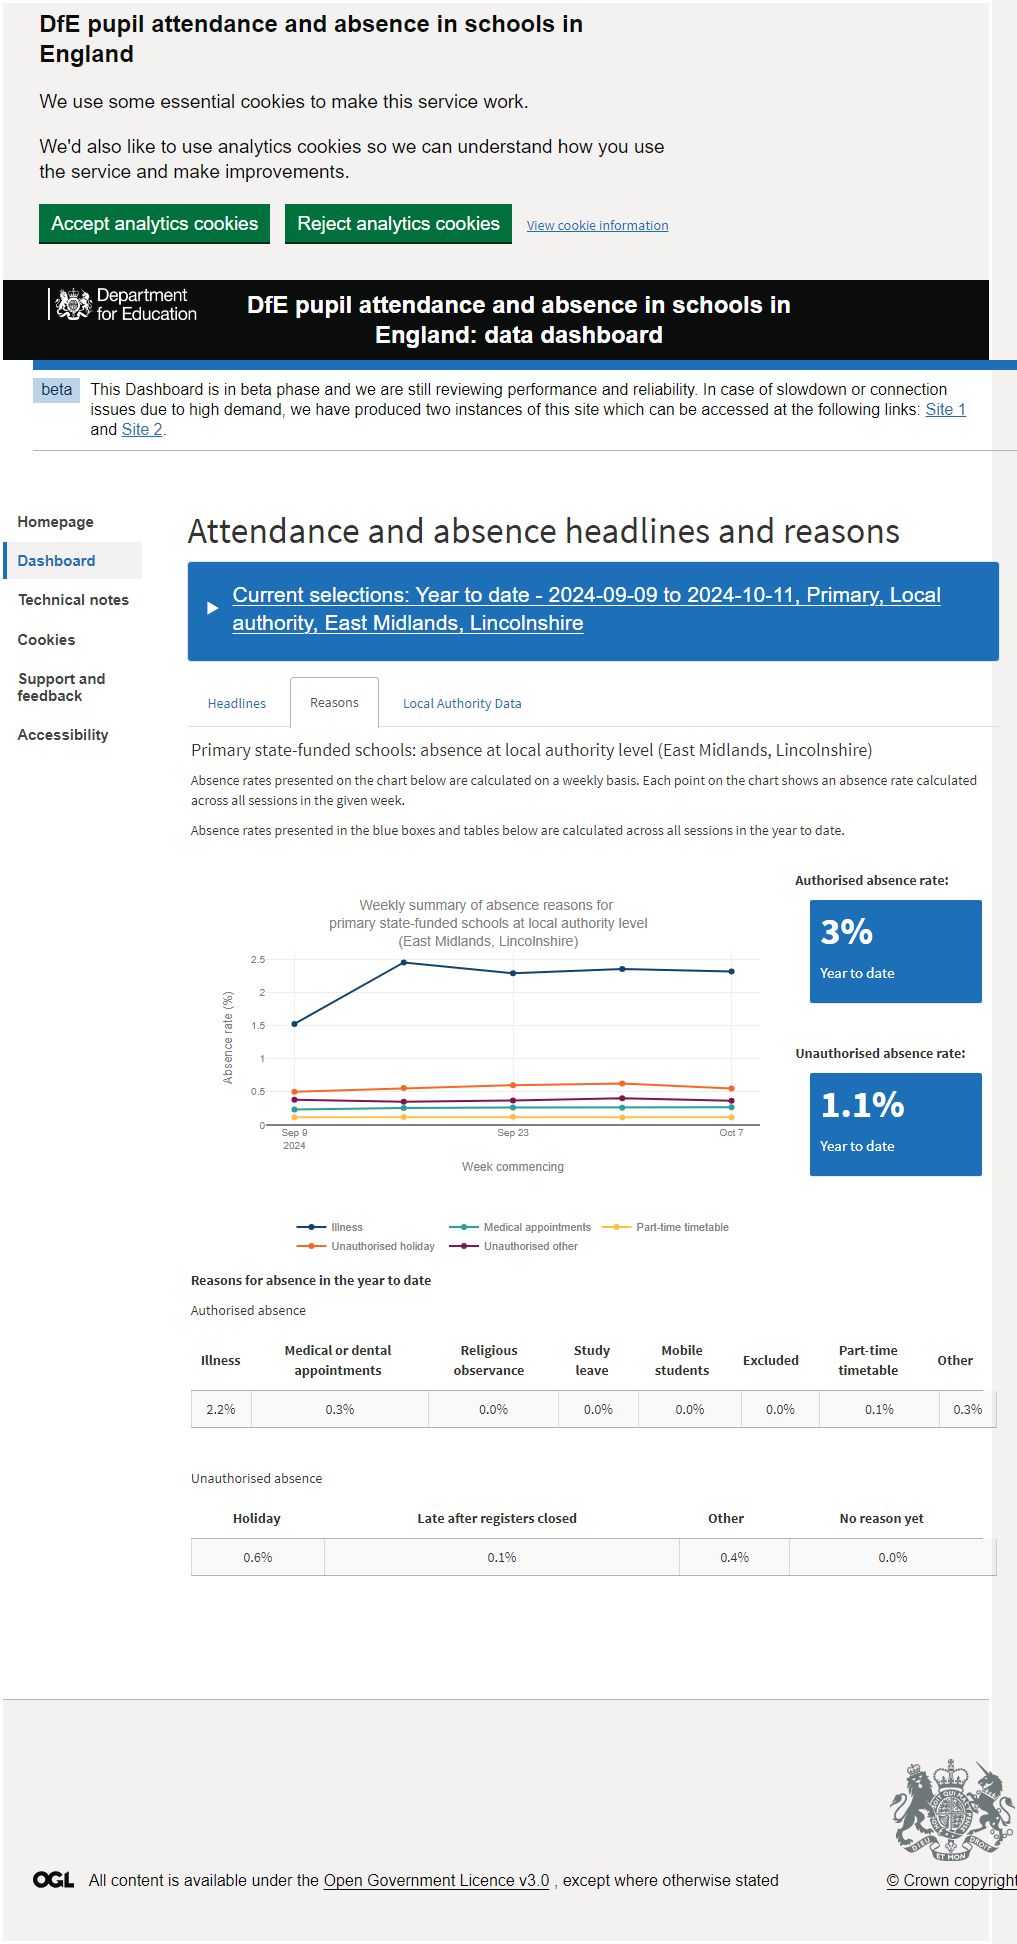 DfE pupil attendance and absence in schools in
England
We use some essential cookies to make this service work.
We'd also like to use analytics cookies so we can understand how you use
the service and make improvements.
Accept analytics cookies Reject analytics cookies View cookie information
Department
for Education
DfE pupil attendance and absence in schools in
England: data dashboard
beta This Dashboard is in beta phase and we are still reviewing performance and reliability. In case of slowdown or connection
issues due to high demand, we have produced two instances of this site which can be accessed at the following links: Site 1
and Site 2.
Homepage
Dashboard
Technical notes
Cookies
Support and
feedback
Accessibility
Attendance and absence headlines and reasons
Current selections: Year to date - 2024-09-09 to 2024-10-11, Primary, Local
authority, East Midlands, Lincolnshire
Headlines Reasons Local Authority Data
Primary state-funded schools: absence at local authority level (East Midlands, Lincolnshire)
Absence rates presented on the chart below are calculated on a weekly basis. Each point on the chart shows an absence rate calculated
across all sessions in the given week.
Absence rates presented in the blue boxes and tables below are calculated across all sessions in the year to date.
Weekly summary of absence reasons for
primary state-funded schools at local authority level
(East Midlands, Lincolnshire)
2.5
2
1.5
1
0.5
0
Absence rate (%)
Sep 9 Sep 23 Oct 7
2024
Week commencing
Illness Medical appointments Part-time timetable
Unauthorised holiday Unauthorised other
Authorised absence rate:
3%
Year to date
Unauthorised absence rate:
1.1%
Year to date
Reasons for absence in the year to date
Authorised absence
Illness Medical or dental appointments Religious observance Study leave Mobile students Excluded Part-time timetable Other
2.2% 0.3% 0.0% 0.0% 0.0% 0.0% 0.1% 0.3%
Unauthorised absence
Holiday Late after registers closed Other No reason yet
0.6% 0.1% 0.4% 0.0%
DIEU ET MON DROIT
OGL All content is available under the Open Government Licence v3.0 , except where otherwise stated © Crown copyright